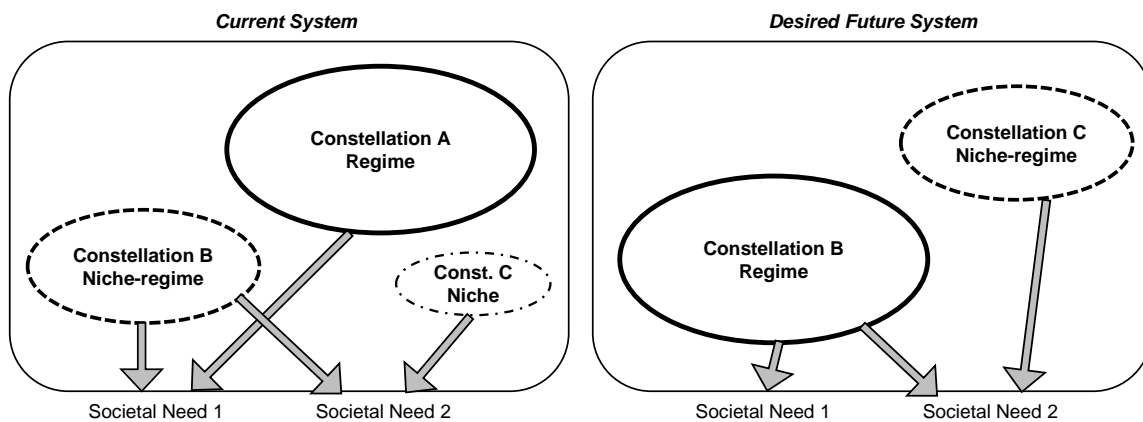 Current System
Constellation A
Regime
Constellation B
Niche-regime
Const. C
Niche
Societal Need 1
Societal Need 2
Desired Future System
Constellation C
Niche-regime
Constellation B
Regime
Societal Need 1
Societal Need 2